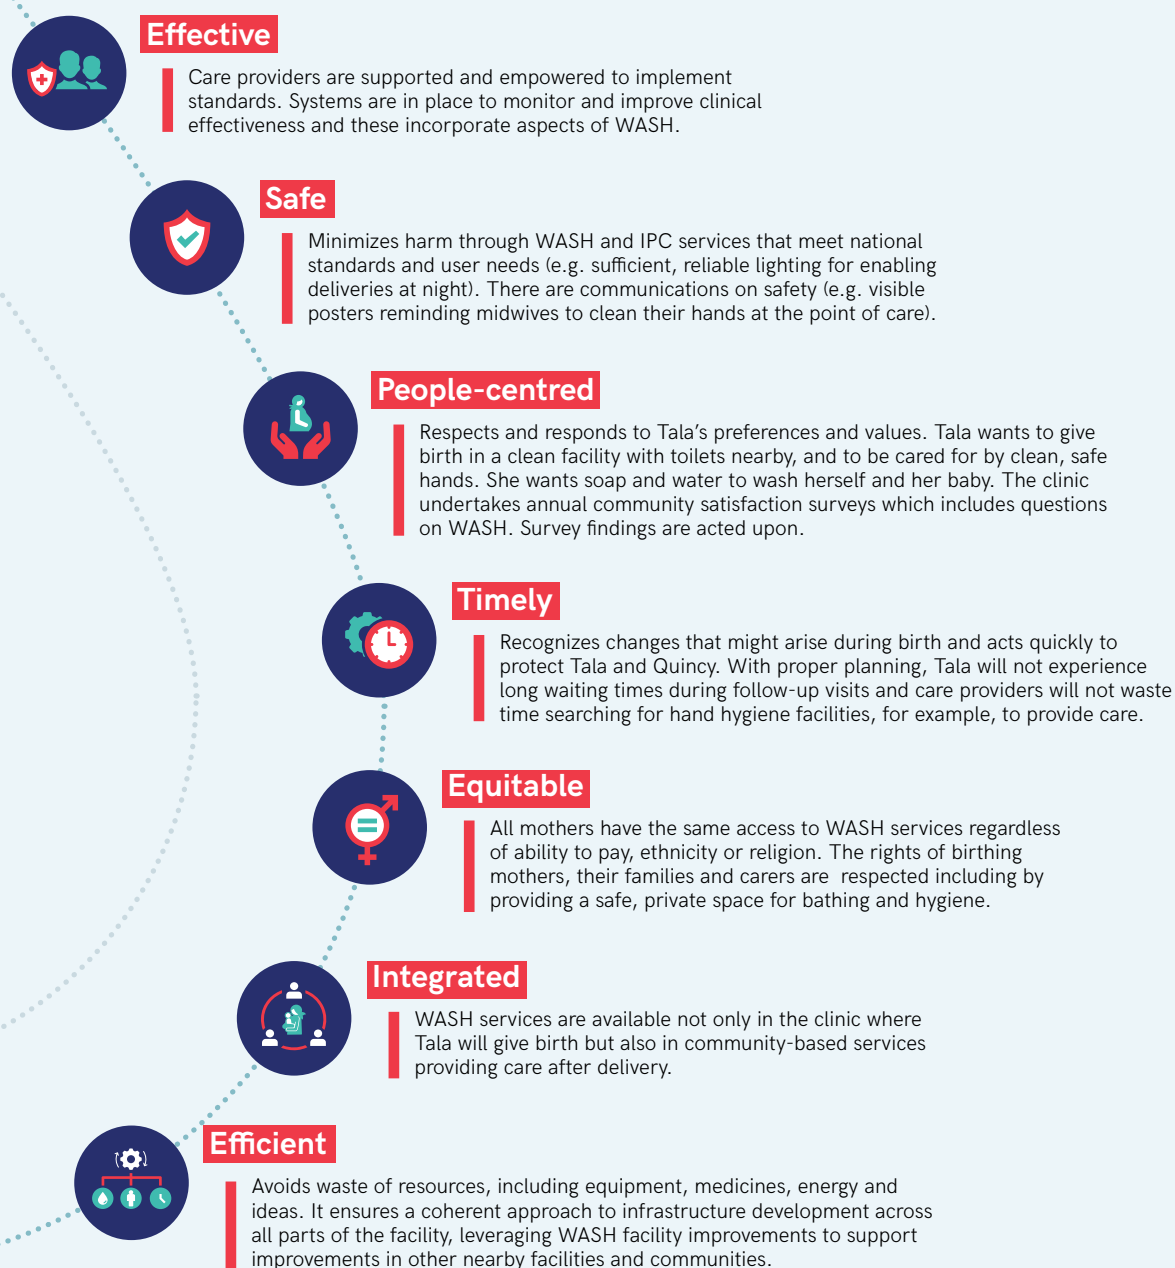 Effective
Care providers are supported and empowered to implement
standards. Systems are in place to monitor and improve clinical
effectiveness and these incorporate aspects of WASH.
Safe
Minimizes harm through WASH and IPC services that meet national
standards and user needs (e.g. sufficient, reliable lighting for enabling
deliveries at night). There are communications on safety (e.g. visible
posters reminding midwives to clean their hands at the point of care).
People-centred
Respects and responds to Tala’s preferences and values. Tala wants to give
birth in a clean facility with toilets nearby, and to be cared for by clean, safe
hands. She wants soap and water to wash herself and her baby. The clinic
undertakes annual community satisfaction surveys which includes questions
on WASH. Survey findings are acted upon.
Timely
Recognizes changes that might arise during birth and acts quickly to
protect Tala and Quincy. With proper planning, Tala will not experience
long waiting times during follow-up visits and care providers will not waste
time searching for hand hygiene facilities, for example, to provide care.
Equitable
All mothers have the same access to WASH services regardless
of ability to pay, ethnicity or religion. The rights of birthing
mothers, their families and carers are  respected including by
providing a safe, private space for bathing and hygiene.
Integrated
WASH services are available not only in the clinic where
Tala will give birth but also in community-based services
providing care after delivery.
Efficient
Avoids waste of resources, including equipment, medicines, energy and
ideas. It ensures a coherent approach to infrastructure development across
all parts of the facility, leveraging WASH facility improvements to support
improvements in other nearby facilities and communities.